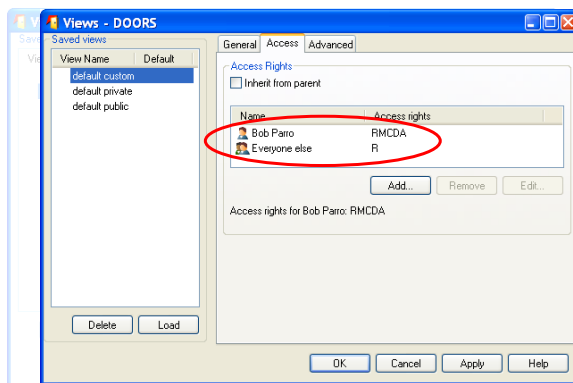 Views - DOORS
Saved views
View Name Default
default custom
default private
default public
Delete Load
General Access Advanced
Access Rights
Inherit from parent
Name Access rights
Bob Parro RMCDA
Everyone else R
Add... Remove Edit...
Access rights for Bob Parro: RMCDA
OK Cancel Apply Help